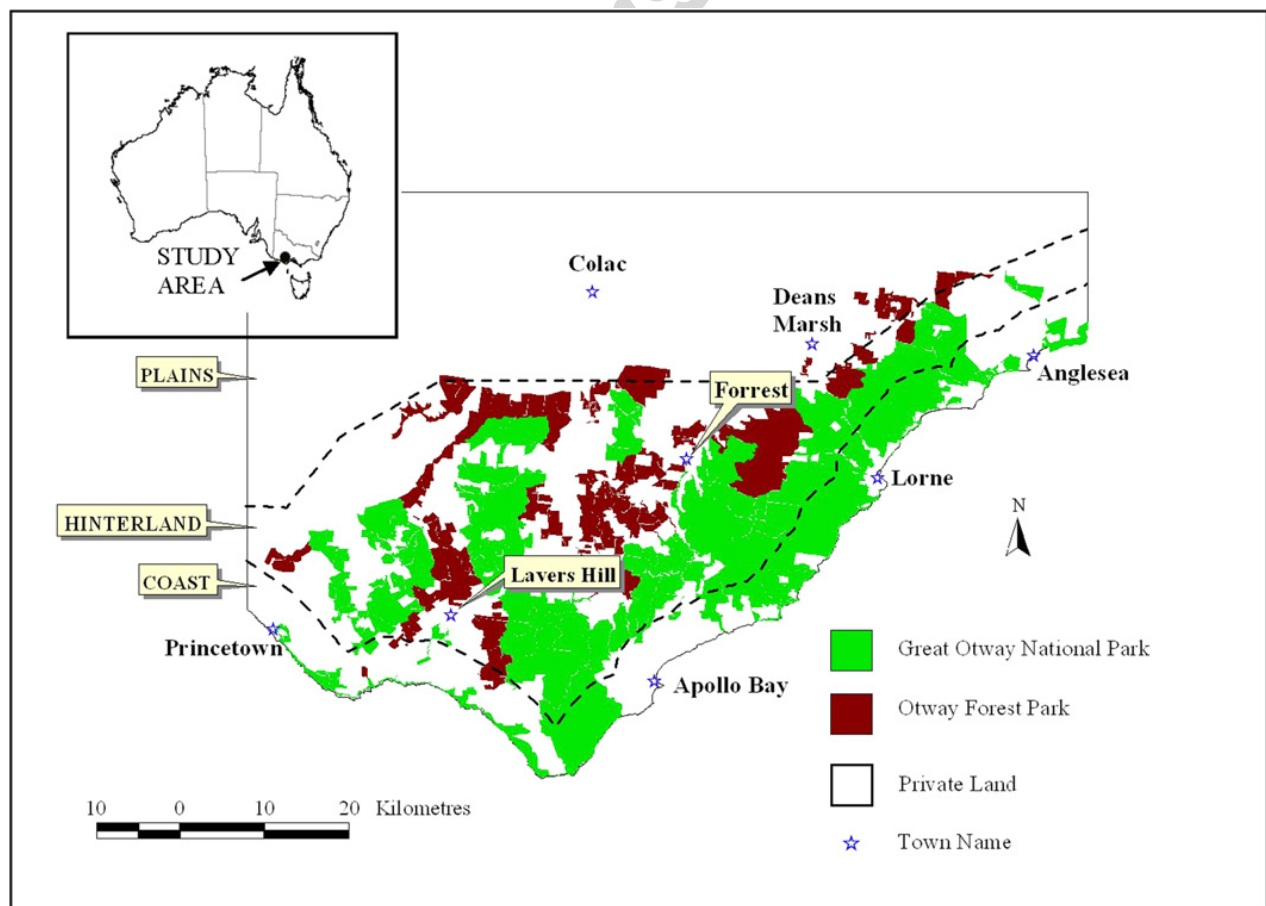 STUDY
AREA
Colac
Deans
Marsh
PLAINS
Forrest
Anglesea
Lorne
HINTERLAND
N
COAST
Lavers Hill
Princetown
Great Otway National Park
Apollo Bay
Otway Forest Park
Private Land
10 0 10 20 Kilometres
Town Name